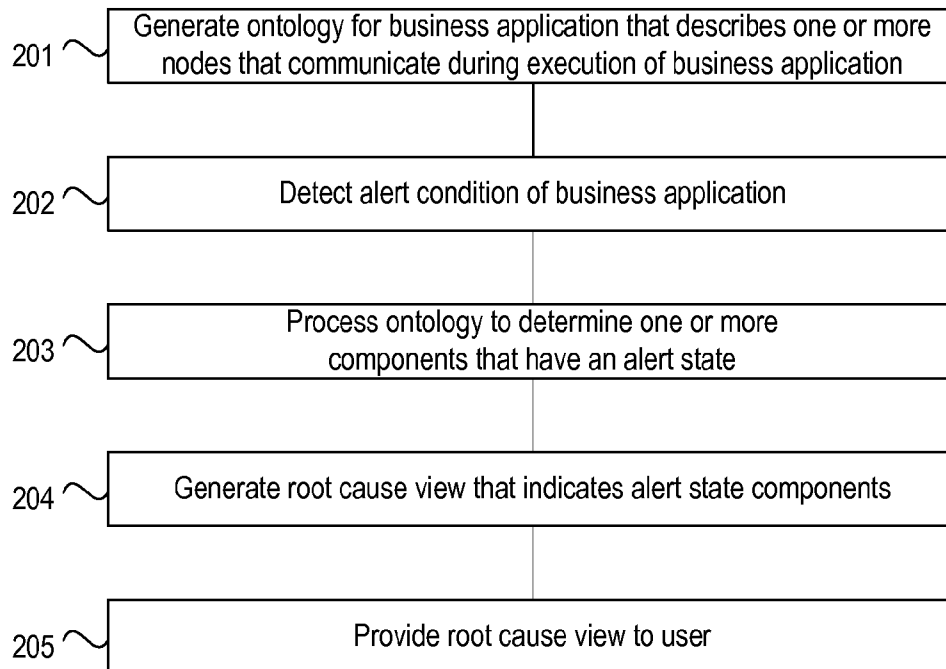 201
Generate ontology for business application that describes one or more
nodes that communicate during execution of business application
202
Detect alert condition of business application
203
Process ontology to determine one or more
components that have an alert state
204
Generate root cause view that indicates alert state components
205
Provide root cause view to user